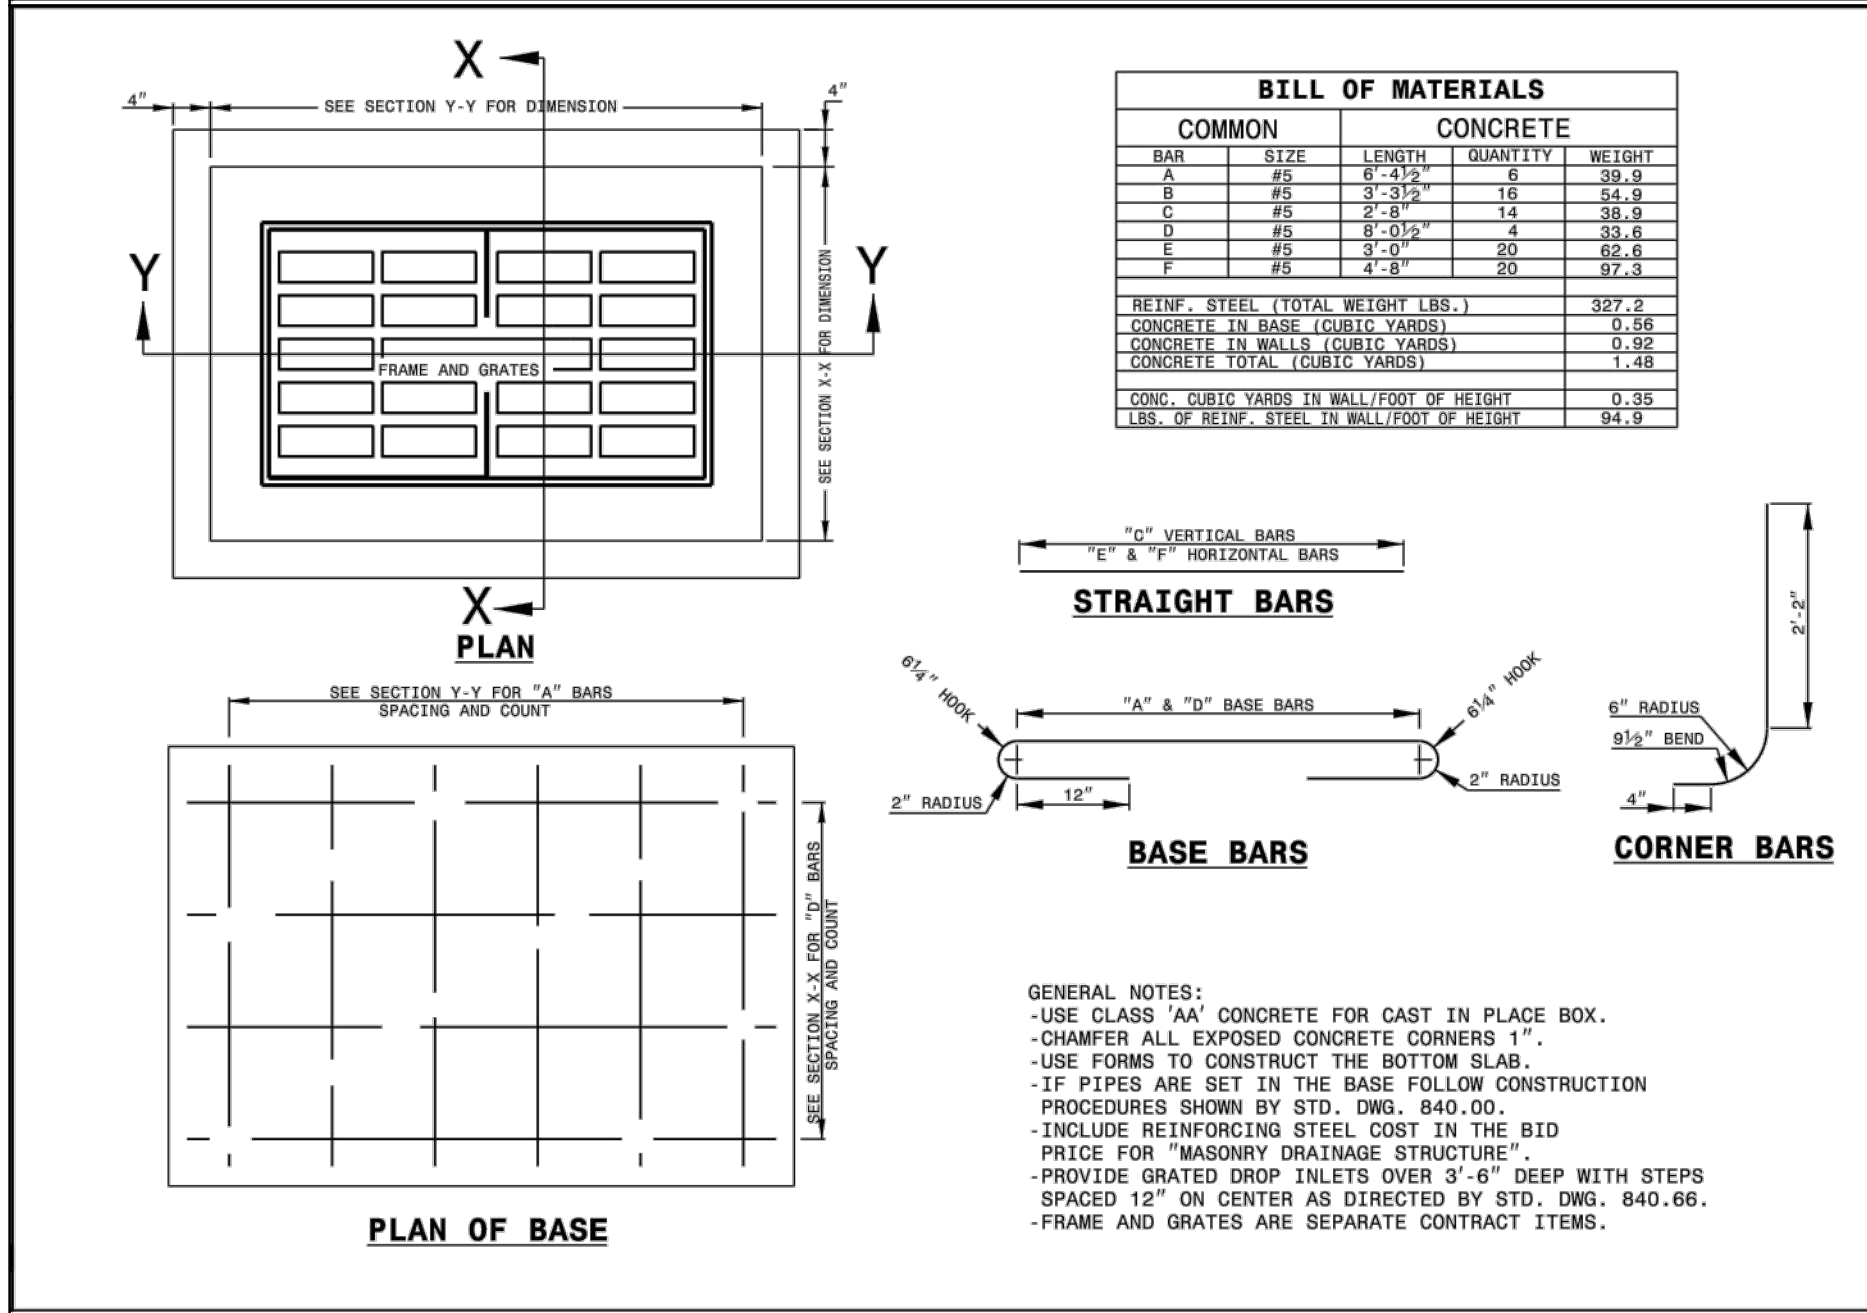 X
4"
SEE SECTION Y-Y FOR DIMENSION
4"
Y
Y
FRAME AND GRATES
SEE SECTION X-X FOR DIMENSION
X
PLAN
SEE SECTION Y-Y FOR "A" BARS
SPACING AND COUNT
SEE SECTION X-X FOR "D" BARS
SPACING AND COUNT
PLAN OF BASE
BILL OF MATERIALS
COMMON CONCRETE
BAR SIZE LENGTH QUANTITY WEIGHT
A #5 6'-4½" 6 39.9
B #5 3'-3½" 16 54.9
C #5 2'-8" 14 38.9
D #5 8'-0½" 4 33.6
E #5 3'-0" 20 62.6
F #5 4'-8" 20 97.3
REINF. STEEL (TOTAL WEIGHT LBS.) 327.2
CONCRETE IN BASE (CUBIC YARDS) 0.56
CONCRETE IN WALLS (CUBIC YARDS) 0.92
CONCRETE TOTAL (CUBIC YARDS) 1.48
CONC. CUBIC YARDS IN WALL/FOOT OF HEIGHT 0.35
LBS. OF REINF. STEEL IN WALL/FOOT OF HEIGHT 94.9
"C" VERTICAL BARS
"E" & "F" HORIZONTAL BARS
STRAIGHT BARS
6¼" HOOK
"A" & "D" BASE BARS
6¼" HOOK
2" RADIUS
12"
2" RADIUS
BASE BARS
2'-2"
6" RADIUS
9½" BEND
4"
CORNER BARS
GENERAL NOTES:
-USE CLASS 'AA' CONCRETE FOR CAST IN PLACE BOX.
-CHAMFER ALL EXPOSED CONCRETE CORNERS 1".
-USE FORMS TO CONSTRUCT THE BOTTOM SLAB.
-IF PIPES ARE SET IN THE BASE FOLLOW CONSTRUCTION
PROCEDURES SHOWN BY STD. DWG. 840.00.
-INCLUDE REINFORCING STEEL COST IN THE BID
PRICE FOR "MASONRY DRAINAGE STRUCTURE".
-PROVIDE GRATED DROP INLETS OVER 3'-6" DEEP WITH STEPS
SPACED 12" ON CENTER AS DIRECTED BY STD. DWG. 840.66.
-FRAME AND GRATES ARE SEPARATE CONTRACT ITEMS.